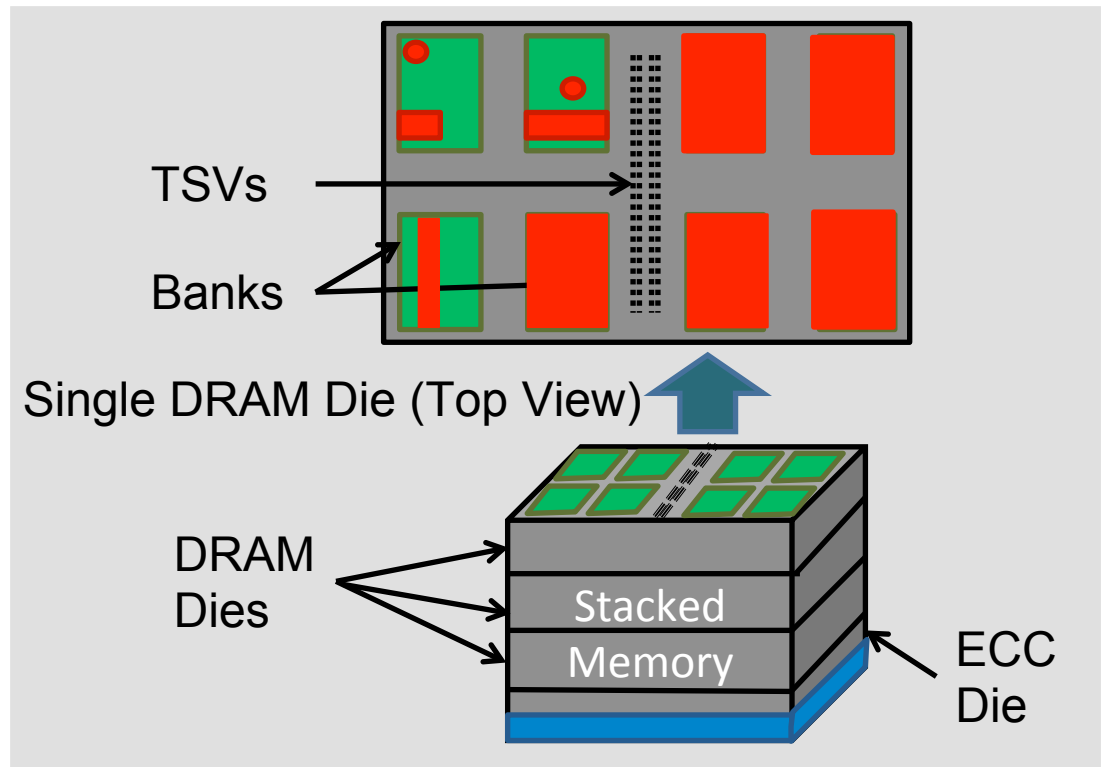 TSVs
Banks
Single DRAM Die (Top View)
DRAM
Dies
Stacked
Memory
ECC
Die